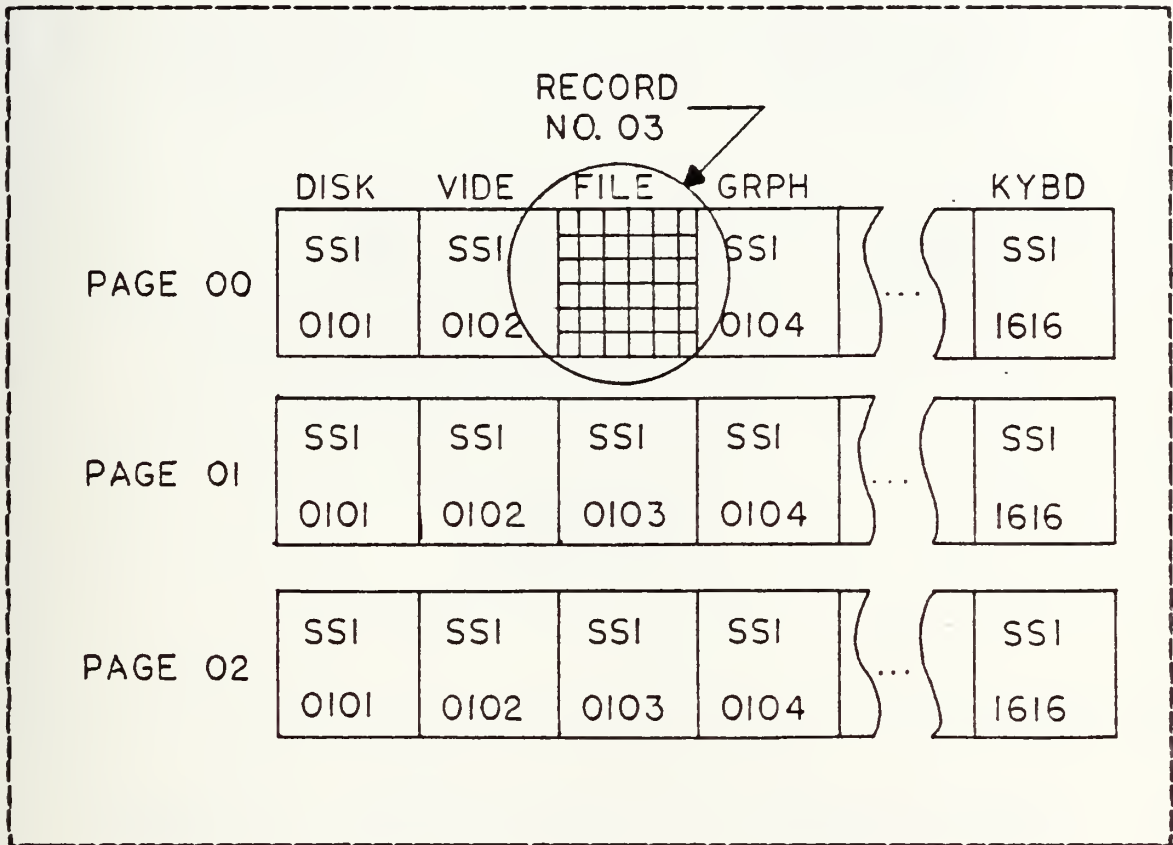 RECORD
NO. 03
DISK VIDE FILE GRPH KYBD
PAGE 00
SSI SSI SSI ... SSI
0101 0102 0104 1616
PAGE 01
SSI SSI SSI SSI ... SSI
0101 0102 0103 0104 1616
PAGE 02
SSI SSI SSI SSI ... SSI
0101 0102 0103 0104 1616